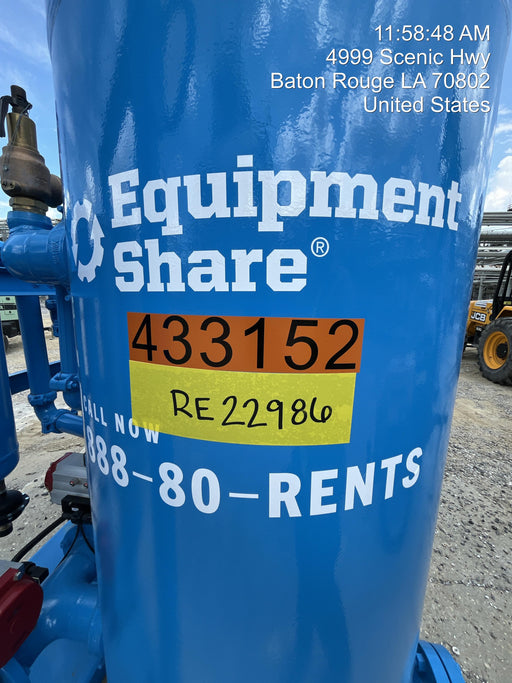 11:58:48 AM
4999 Scenic Hwy
Baton Rouge LA 70802
United States
Equipment
Share®
433152
RE22986
CALL NOW
888-80-RENTS
JCB